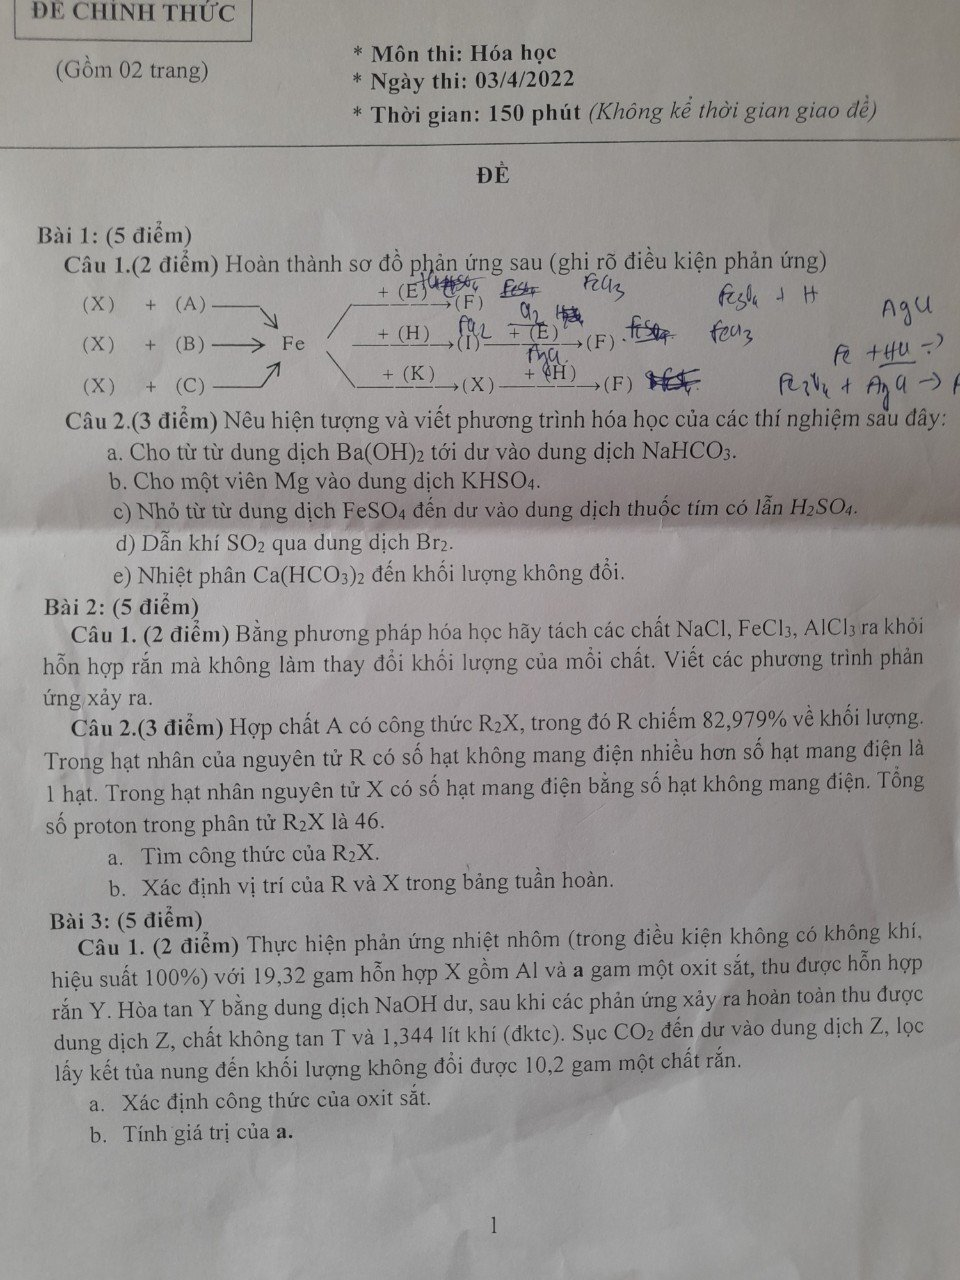 ĐỀ CHÍNH THỨC
(Gồm 02 trang)
* Môn thi: Hóa học
* Ngày thi: 03/4/2022
* Thời gian: 150 phút (Không kể thời gian giao đề)
ĐỀ
Bài 1: (5 điểm)
Câu 1.(2 điểm) Hoàn thành sơ đồ phản ứng sau (ghi rõ điều kiện phản ứng)
(X) + (A) + (E) (F) FeCl3 Fe3O4 + H AgCl
(X) + (B) Fe + (H) FeCl2 (I) Cl2 + (E) (F) FeCl3 Fe + HCl →
(X) + (C) + (K) (X) AgCl + (H) (F) Fe3O4 + AgCl →
Câu 2.(3 điểm) Nêu hiện tượng và viết phương trình hóa học của các thí nghiệm sau đây:
a. Cho từ từ dung dịch Ba(OH)2 tới dư vào dung dịch NaHCO3.
b. Cho một viên Mg vào dung dịch KHSO4.
c) Nhỏ từ từ dung dịch FeSO4 đến dư vào dung dịch thuốc tím có lẫn H2SO4.
d) Dẫn khí SO2 qua dung dịch Br2.
e) Nhiệt phân Ca(HCO3)2 đến khối lượng không đổi.
Bài 2: (5 điểm)
Câu 1. (2 điểm) Bằng phương pháp hóa học hãy tách các chất NaCl, FeCl3, AlCl3 ra khỏi
hỗn hợp rắn mà không làm thay đổi khối lượng của mỗi chất. Viết các phương trình phản
ứng xảy ra.
Câu 2.(3 điểm) Hợp chất A có công thức R2X, trong đó R chiếm 82,979% về khối lượng.
Trong hạt nhân của nguyên tử R có số hạt không mang điện nhiều hơn số hạt mang điện là
1 hạt. Trong hạt nhân nguyên tử X có số hạt mang điện bằng số hạt không mang điện. Tổng
số proton trong phân tử R2X là 46.
a. Tìm công thức của R2X.
b. Xác định vị trí của R và X trong bảng tuần hoàn.
Bài 3: (5 điểm)
Câu 1. (2 điểm) Thực hiện phản ứng nhiệt nhôm (trong điều kiện không có không khí,
hiệu suất 100%) với 19,32 gam hỗn hợp X gồm Al và a gam một oxit sắt, thu được hỗn hợp
rắn Y. Hòa tan Y bằng dung dịch NaOH dư, sau khi các phản ứng xảy ra hoàn toàn thu được
dung dịch Z, chất không tan T và 1,344 lít khí (đktc). Sục CO2 đến dư vào dung dịch Z, lọc
lấy kết tủa nung đến khối lượng không đổi được 10,2 gam một chất rắn.
a. Xác định công thức của oxit sắt.
b. Tính giá trị của a.
1